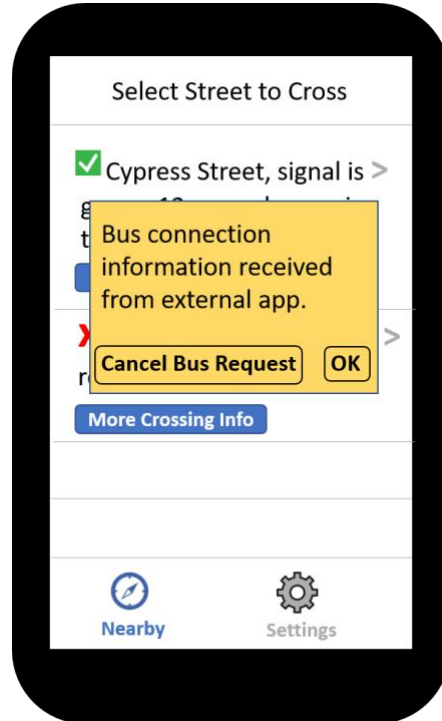 Select Street to Cross
Cypress Street, signal is >
Bus connection
information received
from external app.
Cancel Bus Request OK
>
More Crossing Info
Nearby Settings